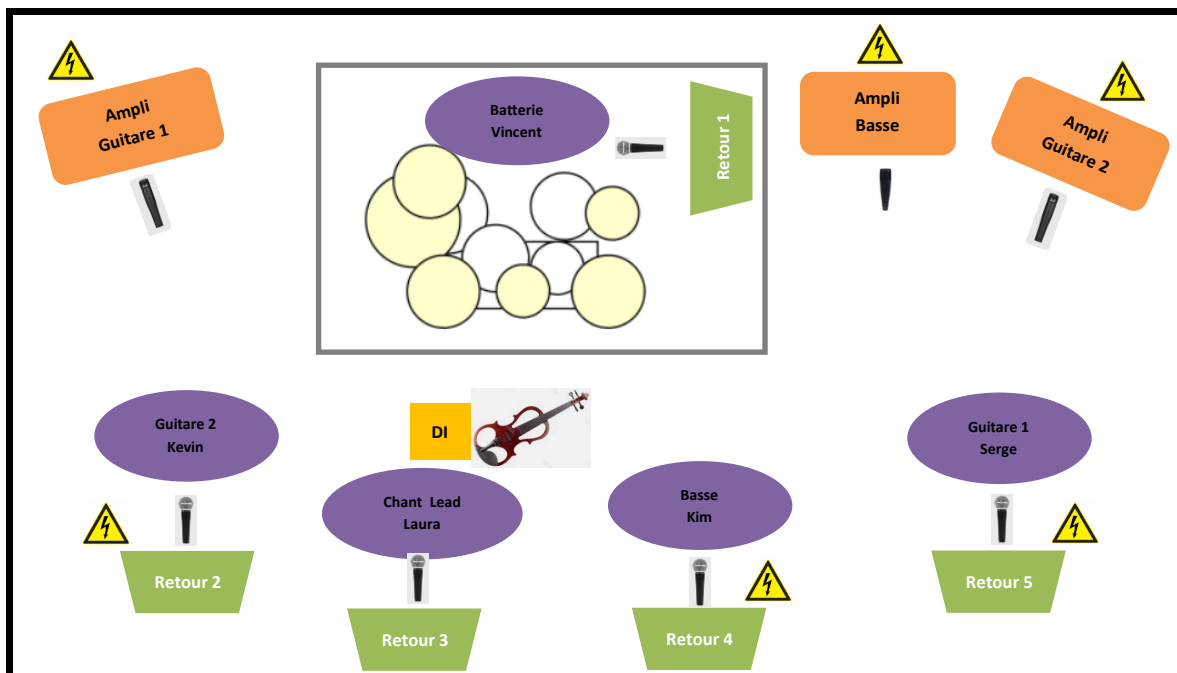 Ampli
Guitare 1
Batterie
Vincent
Retour 1
Ampli
Basse
Ampli
Guitare 2
Guitare 2
Kevin
DI
Guitare 1
Serge
Chant Lead
Laura
Basse
Kim
Retour 2
Retour 3
Retour 4
Retour 5